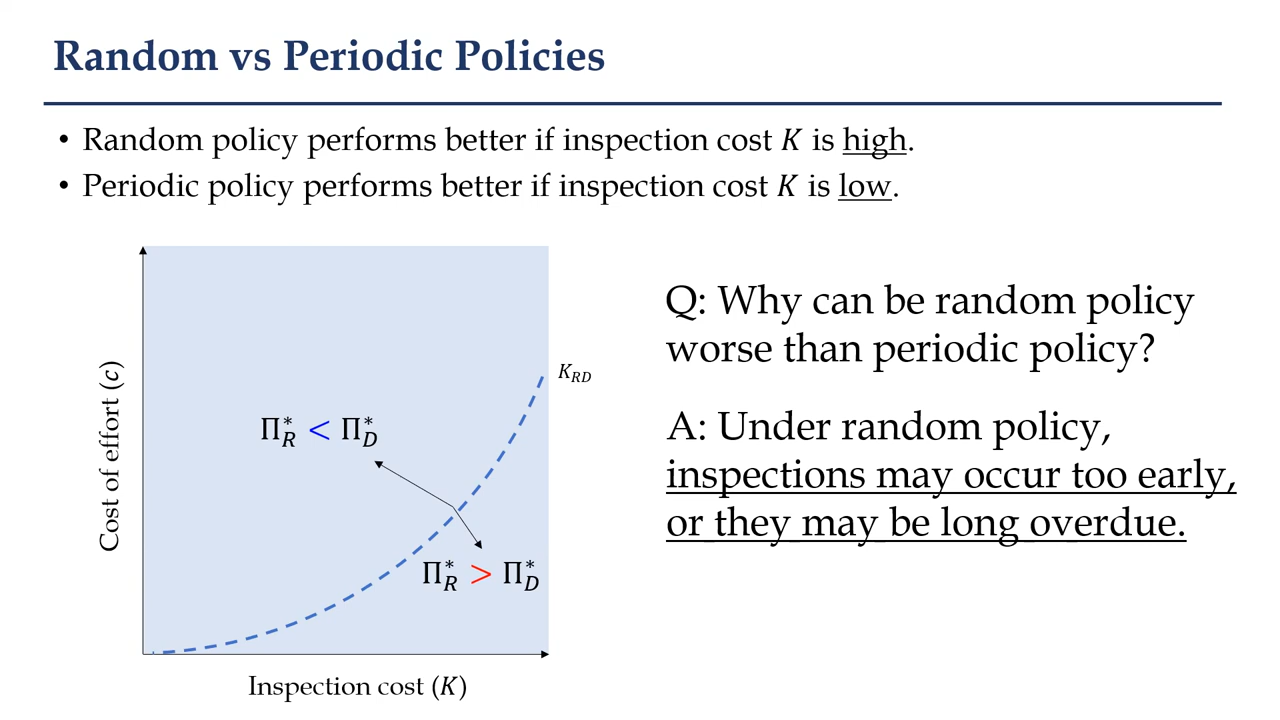 Random vs Periodic Policies
• Random policy performs better if inspection cost K is high.
• Periodic policy performs better if inspection cost K is low.
Cost of effort (c)
K_RD
Π*_R < Π*_D
Π*_R > Π*_D
Inspection cost (K)
Q: Why can be random policy
worse than periodic policy?
A: Under random policy,
inspections may occur too early,
or they may be long overdue.